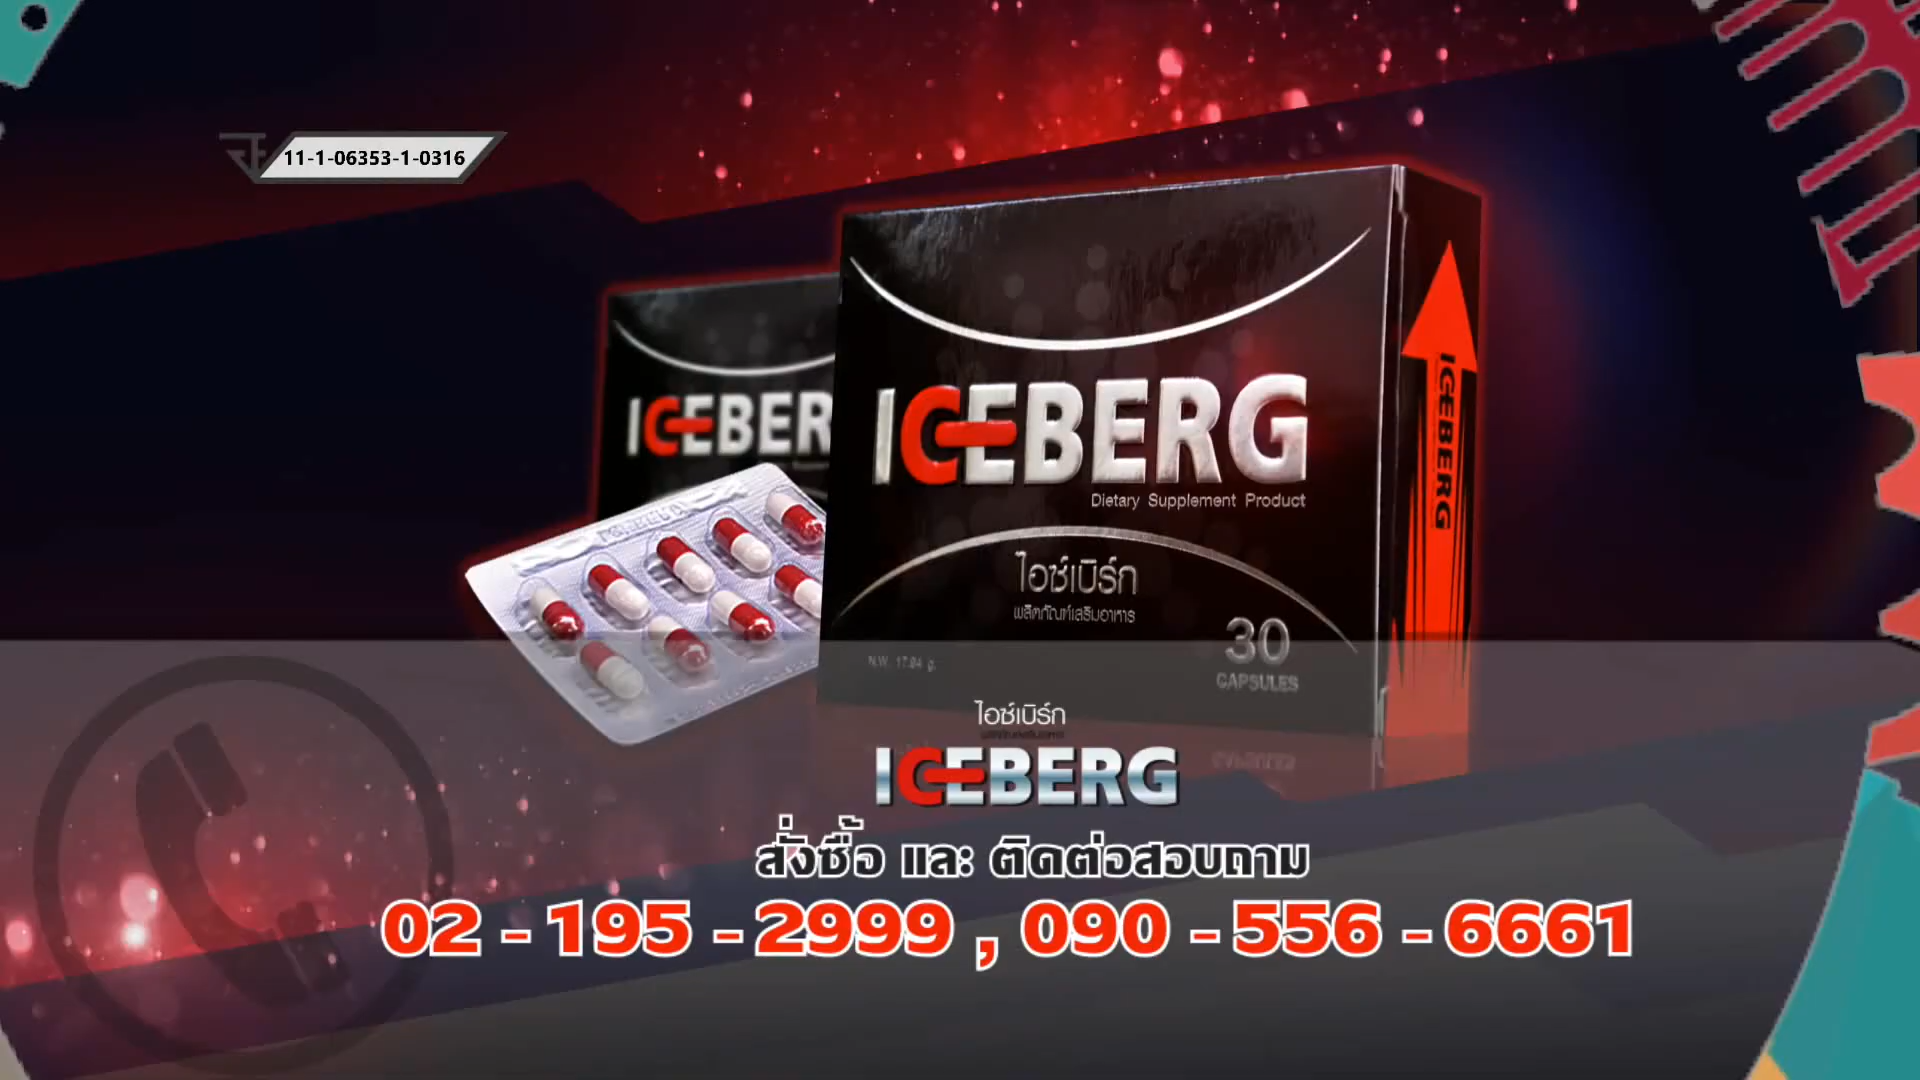 11-1-06353-1-0316
ICEBERG
Dietary Supplement Product
ไอซ์เบิร์ก
ผลิตภัณฑ์เสริมอาหาร
30
CAPSULES
N.W. 17.04 g.
ICEBERG
ICEBER
ไอซ์เบิร์ก
ICEBERG
สั่งซื้อ และ ติดต่อสอบถาม
02 - 195 - 2999 , 090 - 556 - 6661